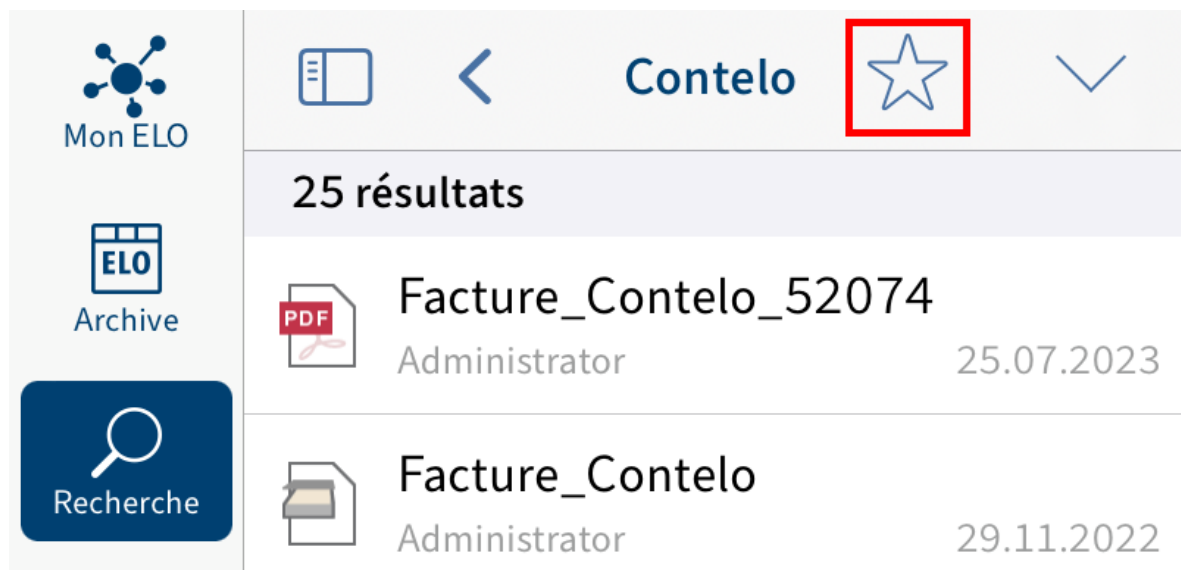 Mon ELO
Contelo
25 résultats
ELO
Archive
PDF
Facture_Contelo_52074
Administrator 25.07.2023
Recherche
Facture_Contelo
Administrator 29.11.2022